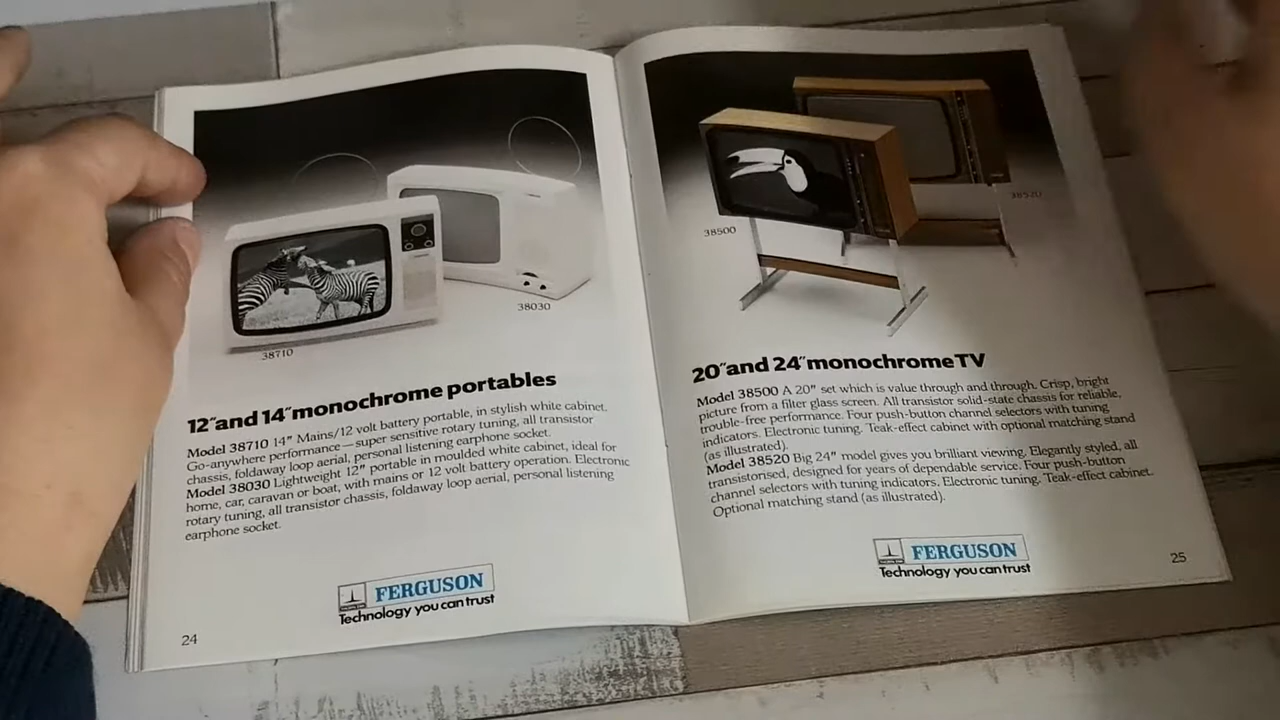 38710
38030
12" and 14" monochrome portables
Model 38710 14" Mains/12 volt battery portable, in stylish white cabinet.
Go-anywhere performance—super sensitive rotary tuning, all transistor
chassis, foldaway loop aerial, personal listening earphone socket.
Model 38030 Lightweight 12" portable in moulded white cabinet, ideal for
home, car, caravan or boat, with mains or 12 volt battery operation. Electronic
rotary tuning, all transistor chassis, foldaway loop aerial, personal listening
earphone socket.
FERGUSON
Technology you can trust
24
38520
38500
20" and 24" monochrome TV
Model 38500 A 20" set which is value through and through. Crisp, bright
picture from a filter glass screen. All transistor solid-state chassis for reliable,
trouble-free performance. Four push-button channel selectors with tuning
indicators. Electronic tuning. Teak-effect cabinet with optional matching stand
(as illustrated).
Model 38520 Big 24" model gives you brilliant viewing. Elegantly styled, all
transistorised, designed for years of dependable service. Four push-button
channel selectors with tuning indicators. Electronic tuning. Teak-effect cabinet.
Optional matching stand (as illustrated).
FERGUSON
Technology you can trust
25